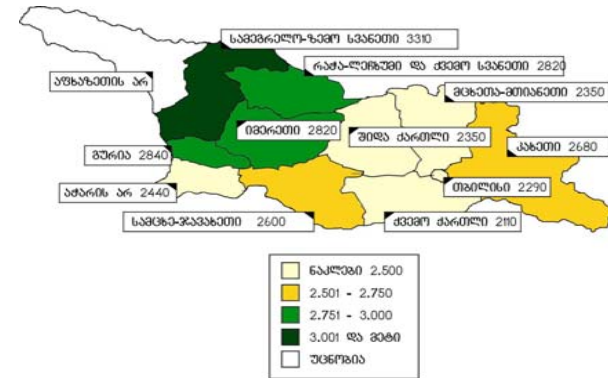 სამეგრელო-ზემო სვანეთი 3310
რაჭა-ლეჩხუმი და ქვემო სვანეთი 2820
აფხაზეთის არ
მცხეთა-მთიანეთი 2350
იმერეთი 2820
შიდა ქართლი 2350
გურია 2840
კახეთი 2680
აჭარის არ 2440
თბილისი 2290
სამცხე-ჯავახეთი 2600
ქვემო ქართლი 2110
ნაკლები 2.500
2.501 - 2.750
2.751 - 3.000
3.001 და მეტი
უცნობია